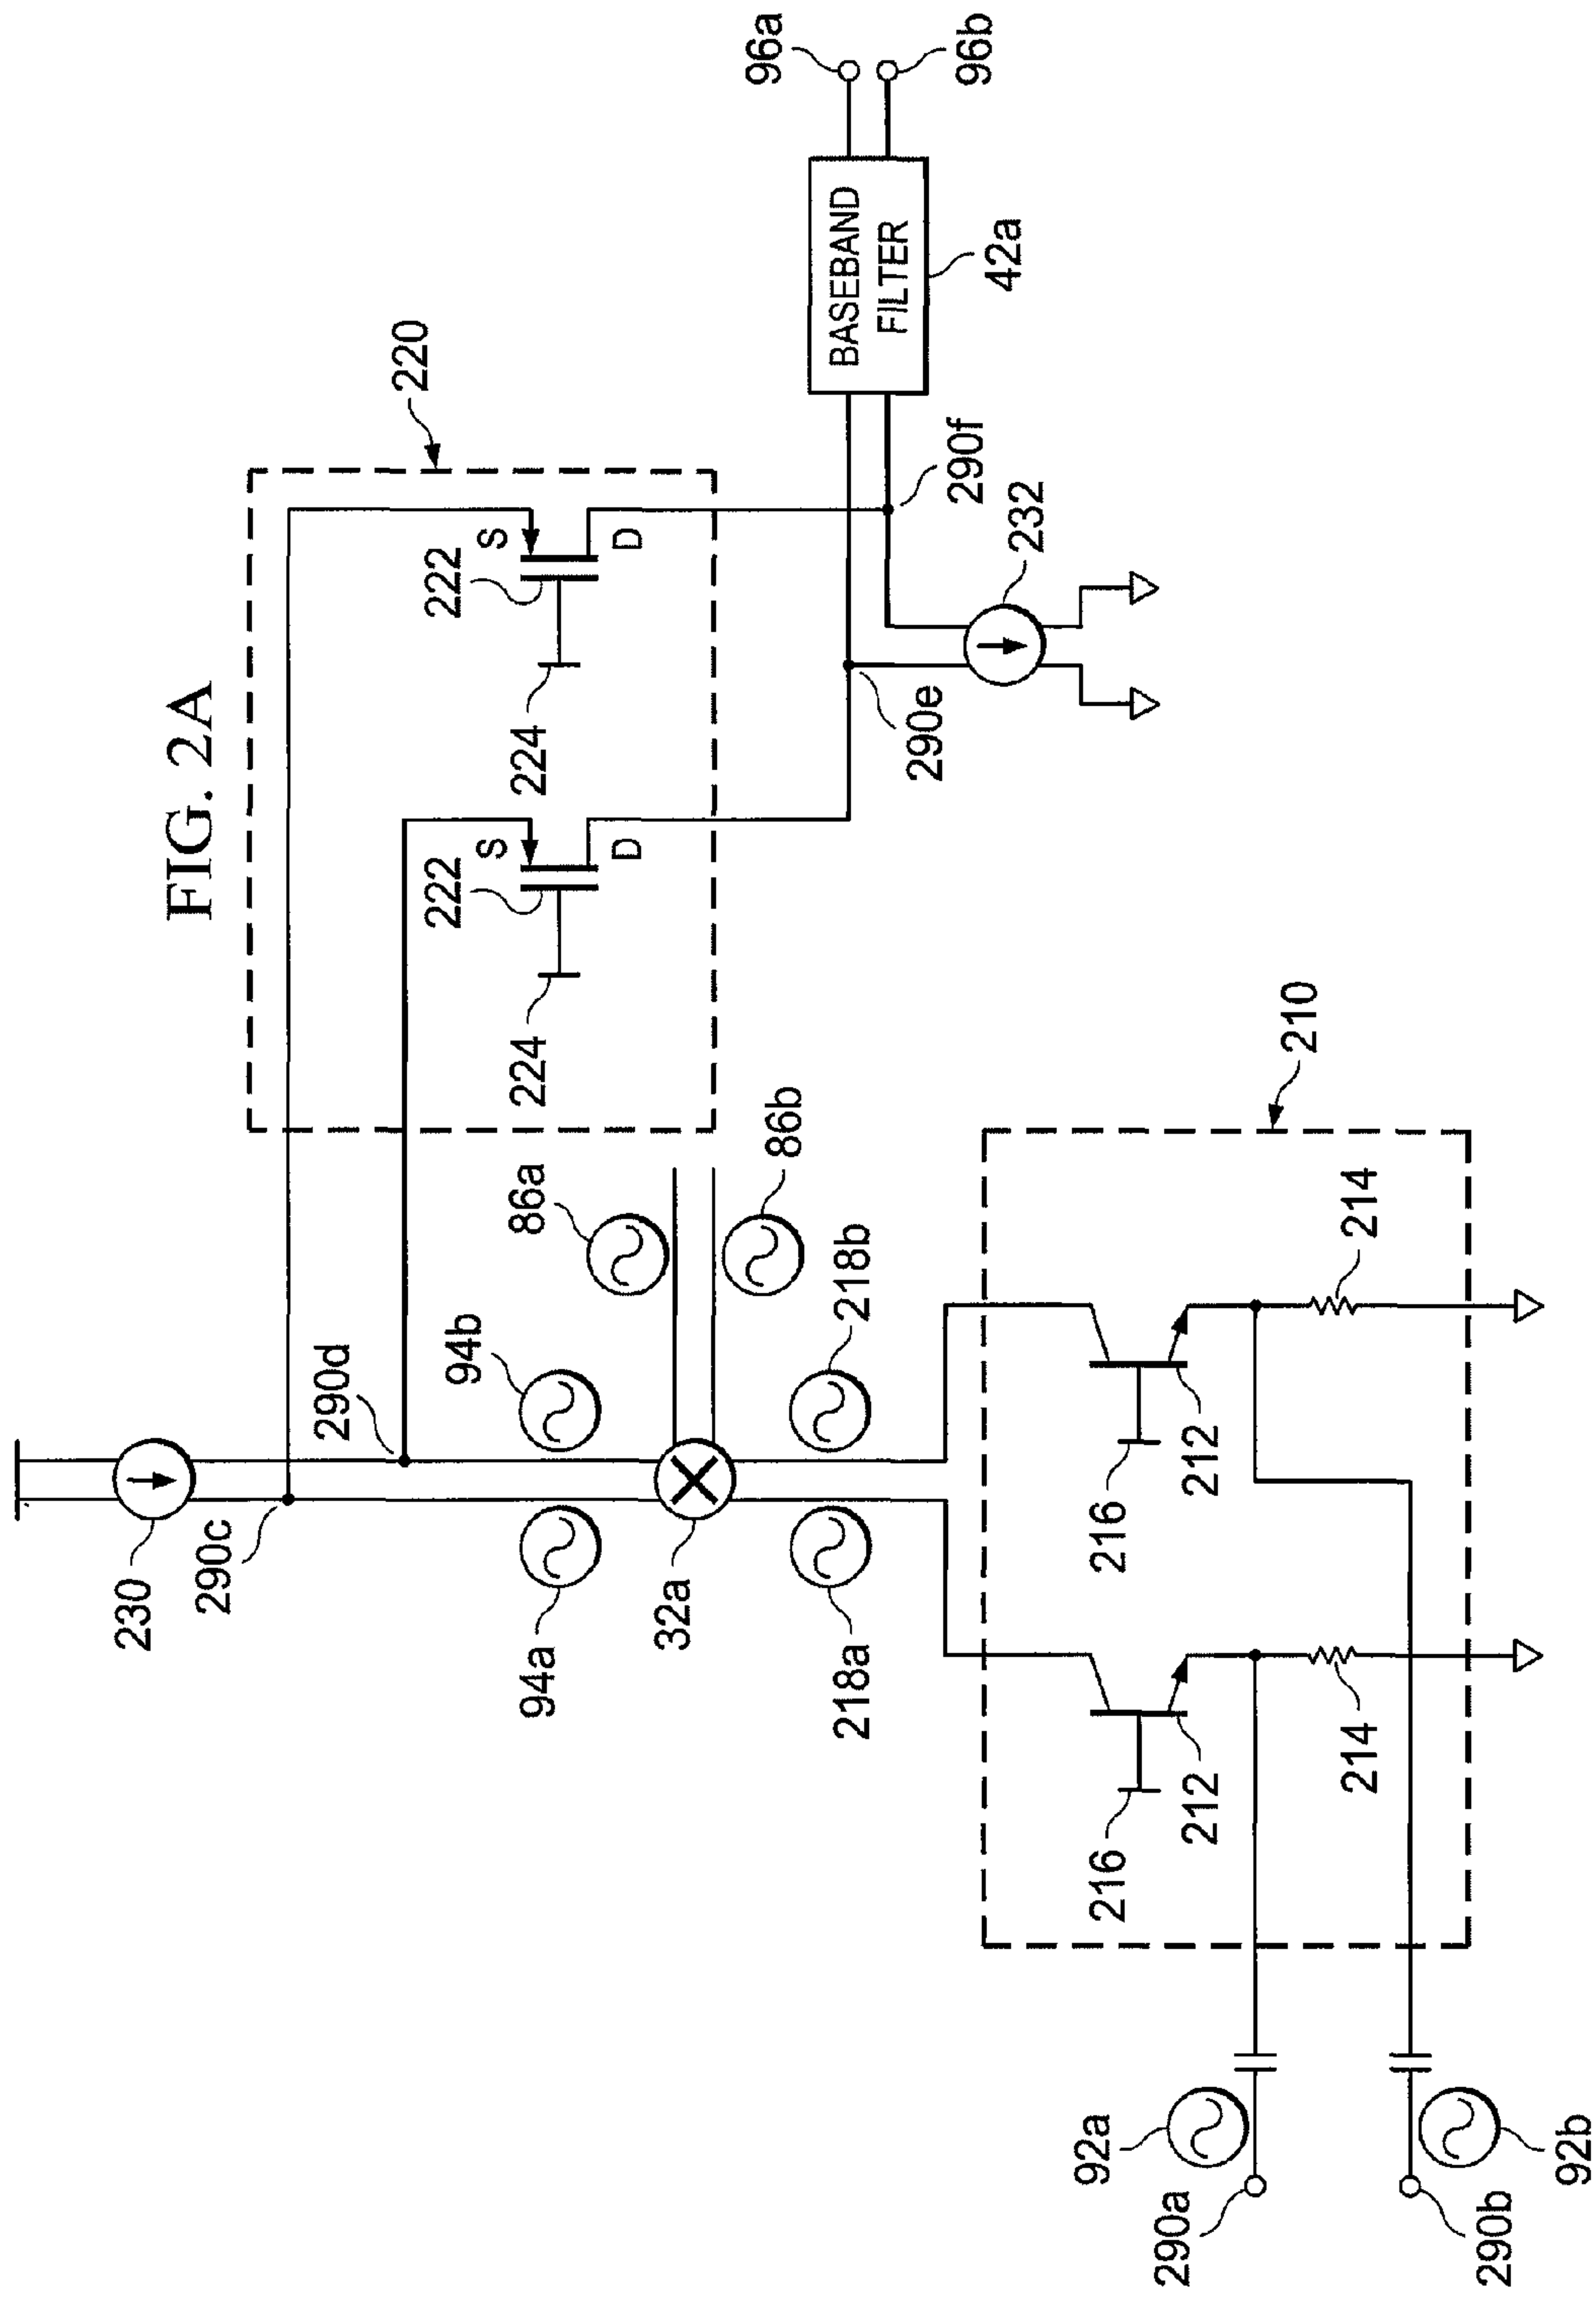 FIG. 2A
230
290c
290d
94a
94b
32a
86a
86b
218a
218b
220
222
S
D
224
222
S
D
224
290e
290f
232
BASEBAND
FILTER
42a
96a
96b
210
216
212
214
216
212
214
92a
290a
92b
290b